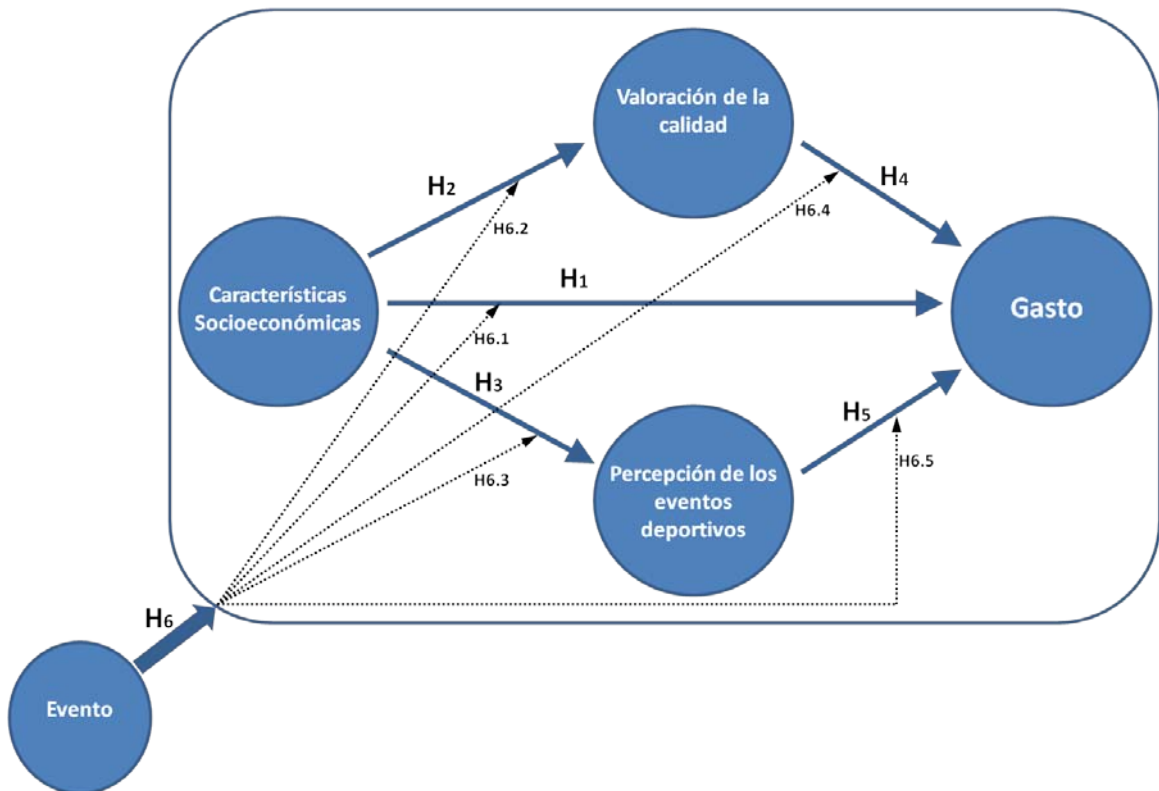 Valoración de la
calidad
H2
H4
H6.2
H6.4
Características
Socioeconómicas
H1
Gasto
H6.1
H3
H5
H6.3
H6.5
Percepción de los
eventos
deportivos
H6
Evento